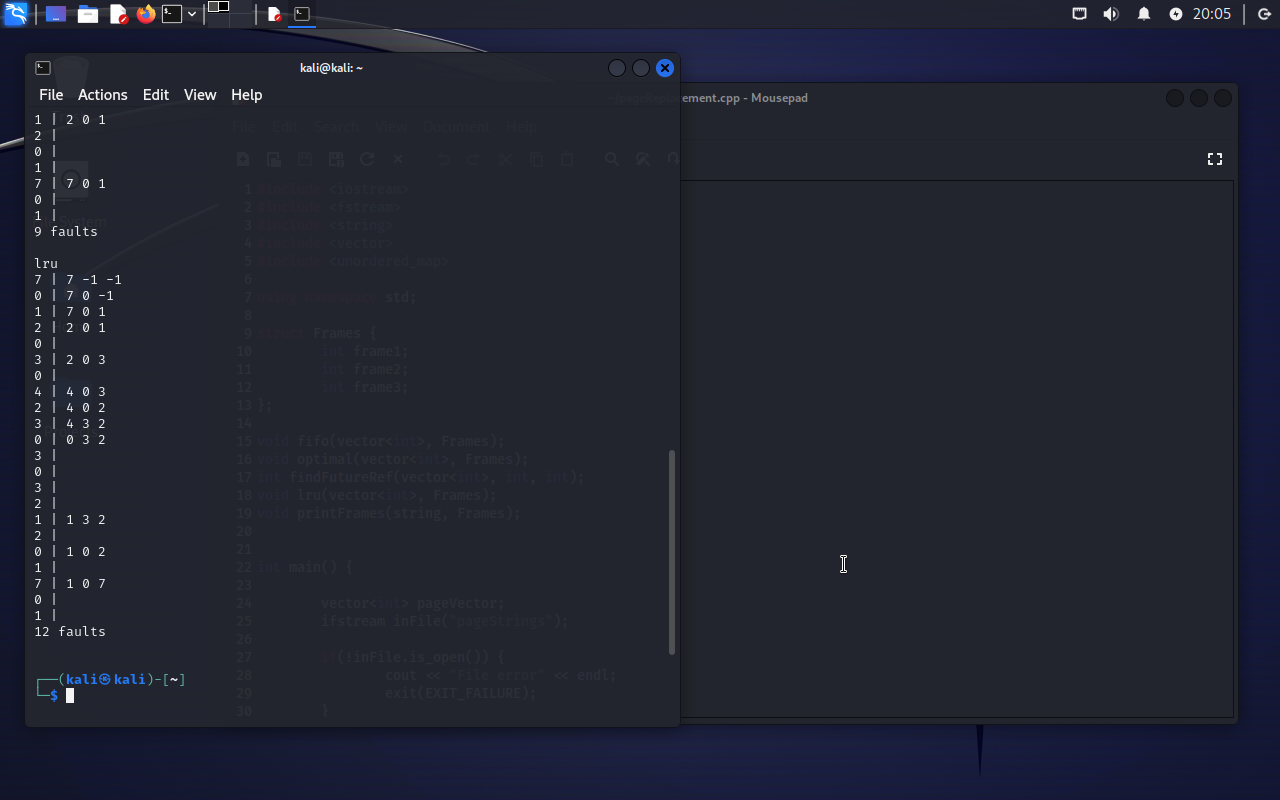 20:05
kali@kali: ~
File Actions Edit View Help
1 | 2 0 1
2 |
0 |
1 |
7 | 7 0 1
0 |
1 |
9 faults
lru
7 | 7 -1 -1
0 | 7 0 -1
1 | 7 0 1
2 | 2 0 1
0 |
3 | 2 0 3
0 |
4 | 4 0 3
2 | 4 0 2
3 | 4 3 2
0 | 0 3 2
3 |
0 |
3 |
2 |
1 | 1 3 2
2 |
0 | 1 0 2
1 |
7 | 1 0 7
0 |
1 |
12 faults
┌──(kali㉿kali)-[~]
└─$
ement.cpp - Mousepad
File Edit Search View Document Help
1 #include <iostream>
2 #include <fstream>
3 #include <string>
4 #include <vector>
5 #include <unordered_map>
6
7 using namespace std;
8
9 struct Frames {
10 int frame1;
11 int frame2;
12 int frame3;
13 };
14
15 void fifo(vector<int>, Frames);
16 void optimal(vector<int>, Frames);
17 int findFutureRef(vector<int>, int, int);
18 void lru(vector<int>, Frames);
19 void printFrames(string, Frames);
20
21
22 int main() {
23
24 vector<int> pageVector;
25 ifstream inFile("pageStrings");
26
27 if(!inFile.is_open()) {
28 cout << "File error" << endl;
29 exit(EXIT_FAILURE);
30 }